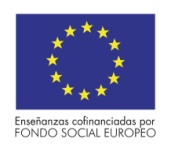 Enseñanzas cofinanciadas por
FONDO SOCIAL EUROPEO